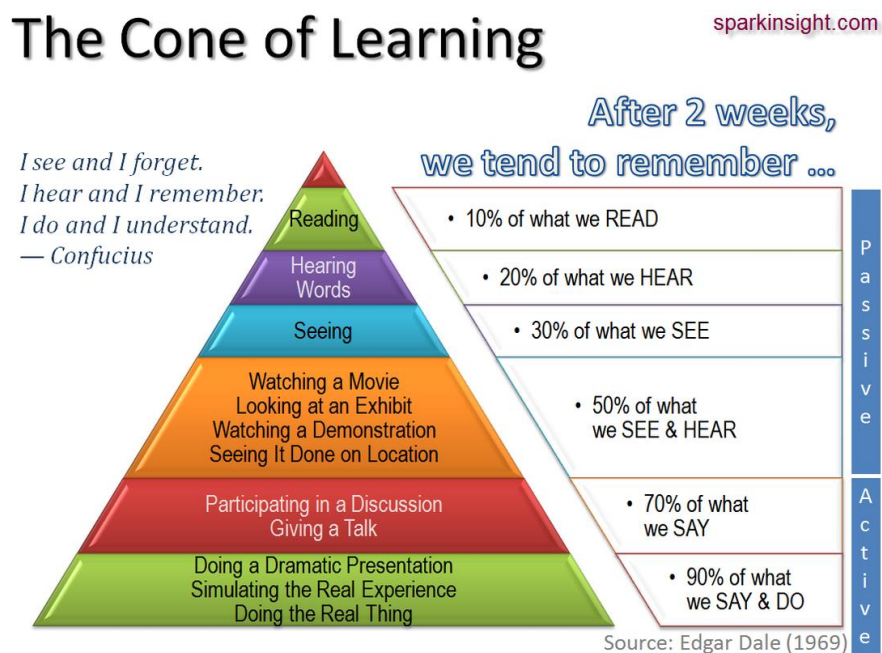 The Cone of Learning
sparkinsight.com
After 2 weeks,
we tend to remember ...
I see and I forget.
I hear and I remember.
I do and I understand.
— Confucius
Reading
• 10% of what we READ
Hearing
Words
• 20% of what we HEAR
Seeing
• 30% of what we SEE
Watching a Movie
Looking at an Exhibit
Watching a Demonstration
Seeing It Done on Location
• 50% of what
we SEE & HEAR
Passive
Participating in a Discussion
Giving a Talk
• 70% of what
we SAY
Doing a Dramatic Presentation
Simulating the Real Experience
Doing the Real Thing
• 90% of what
we SAY & DO
Active
Source: Edgar Dale (1969)